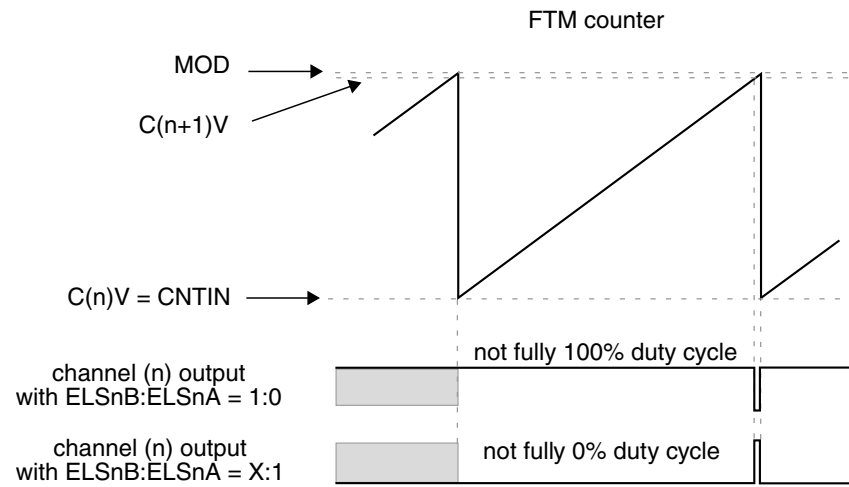 FTM counter
MOD
C(n+1)V
C(n)V = CNTIN
not fully 100% duty cycle
channel (n) output
with ELSnB:ELSnA = 1:0
channel (n) output
with ELSnB:ELSnA = X:1
not fully 0% duty cycle